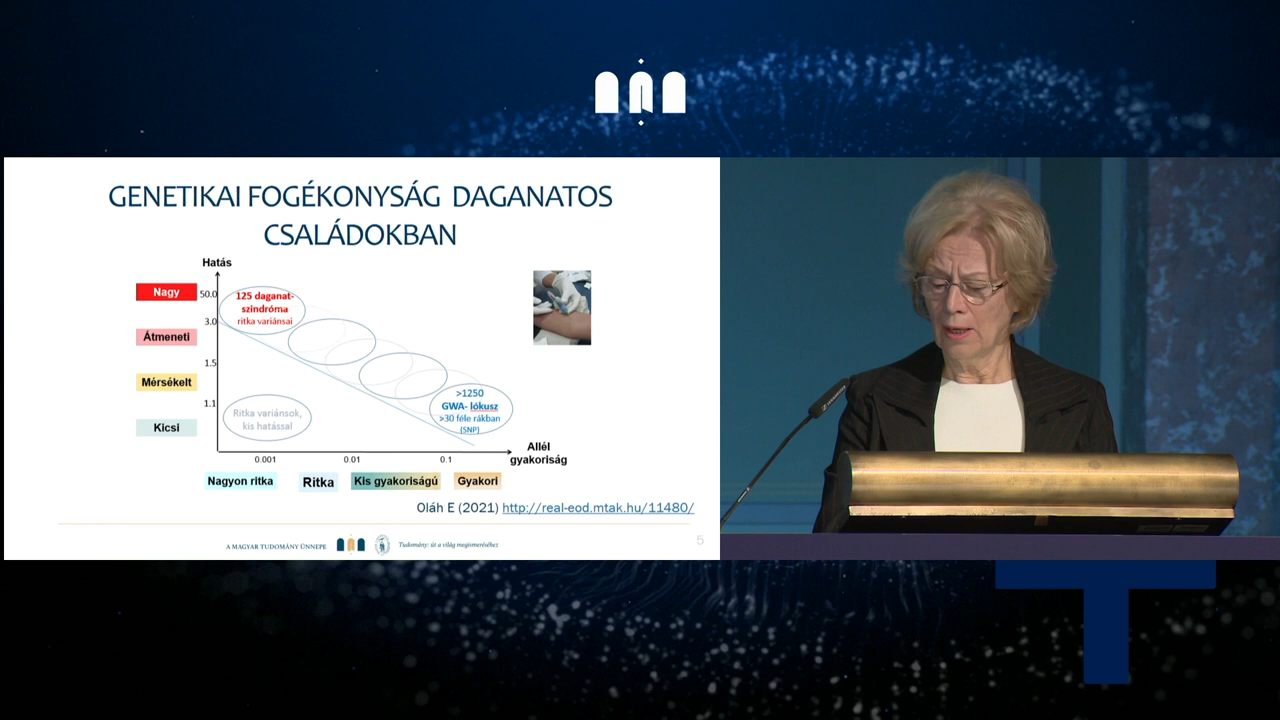 GENETIKAI FOGÉKONYSÁG DAGANATOS
CSALÁDOKBAN
Hatás
Nagy
50.0
125 daganat-
szindróma
ritka variánsai
3.0
Átmeneti
1.5
Mérsékelt
1.1
>1250
GWA- lókusz
>30 féle rákban
(SNP)
Ritka variánsok,
kis hatással
Kicsi
Allél
gyakoriság
0.001
0.01
0.1
Nagyon ritka
Ritka
Kis gyakoriságú
Gyakori
Oláh E (2021) http://real-eod.mtak.hu/11480/
A MAGYAR TUDOMÁNY ÜNNEPE
Tudomány: út a világ megismeréséhez
5